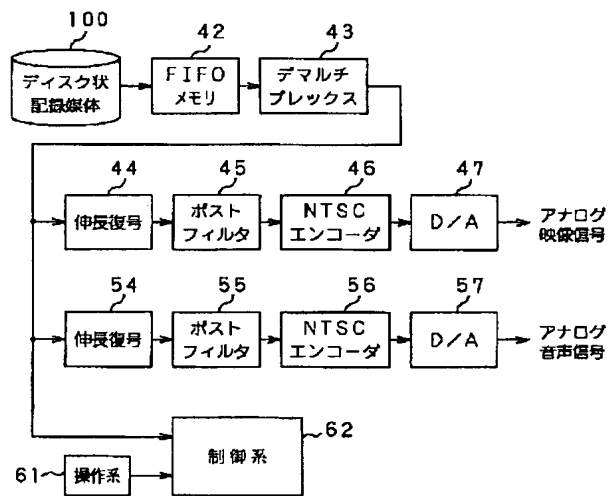 100
42
43
ディスク状
記録媒体
FIFO
メモリ
デマルチ
プレックス
44
45
46
47
伸長復号
ポスト
フィルタ
NTSC
エンコーダ
D/A
アナログ
映像信号
54
55
56
57
伸長復号
ポスト
フィルタ
NTSC
エンコーダ
D/A
アナログ
音声信号
62
制御系
61
操作系